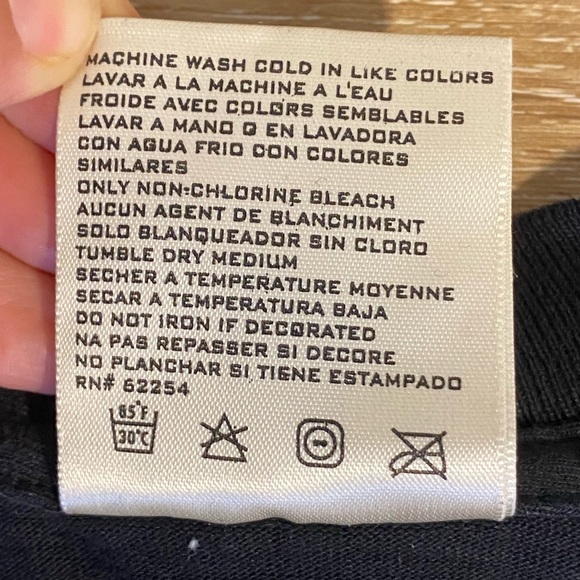 MACHINE WASH COLD IN LIKE COLORS
LAVAR A LA MACHINE A L'EAU
FROIDE AVEC COLORS SEMBLABLES
LAVAR A MANO O EN LAVADORA
CON AGUA FRIO CON COLORES
SIMILARES
ONLY NON-CHLORINE BLEACH
AUCUN AGENT DE BLANCHIMENT
SOLO BLANQUEADOR SIN CLORO
TUMBLE DRY MEDIUM
SECHER A TEMPERATURE MOYENNE
SECAR A TEMPERATURA BAJA
DO NOT IRON IF DECORATED
NA PAS REPASSER SI DECORE
NO PLANCHAR SI TIENE ESTAMPADO
RN# 62254
85°F
30°C